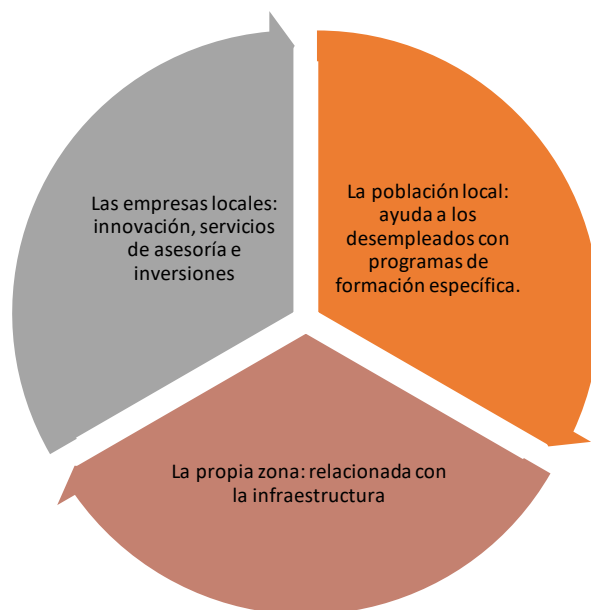 Las empresas locales:
innovación, servicios
de asesoría e
inversiones
La población local:
ayuda a los
desempleados con
programas de
formación específica.
La propia zona: relacionada con
la infraestructura